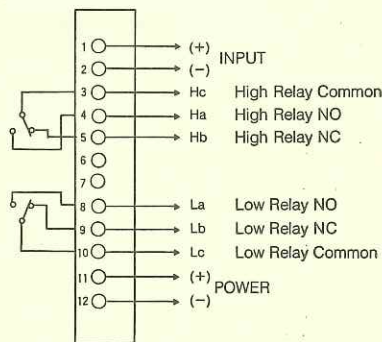 1 (+)
INPUT
2 (−)
3 Hc High Relay Common
4 Ha High Relay NO
5 Hb High Relay NC
6
7
8 La Low Relay NO
9 Lb Low Relay NC
10 Lc Low Relay Common
11 (+)
POWER
12 (−)